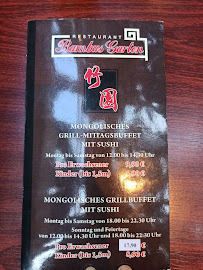 RESTAURANT
Bambus Garten
竹
園
MONGOLISCHES
GRILL-MITTAGSBUFFET
MIT SUSHI
Montag bis Samstag von 12.00 bis 14.30 Uhr
Pro Erwachsener
Kinder (bis 1,5m)
MONGOLISCHES GRILLBUFFET
MIT SUSHI
Montag bis Samstag von 18.00 bis 22.30 Uhr
Sonntag und Feiertage
von 12.00 bis 14.30 Uhr und 18.00 bis 22.30 Uhr
Pro Erwachsener 17.90 €
Kinder (bis 1,5m)